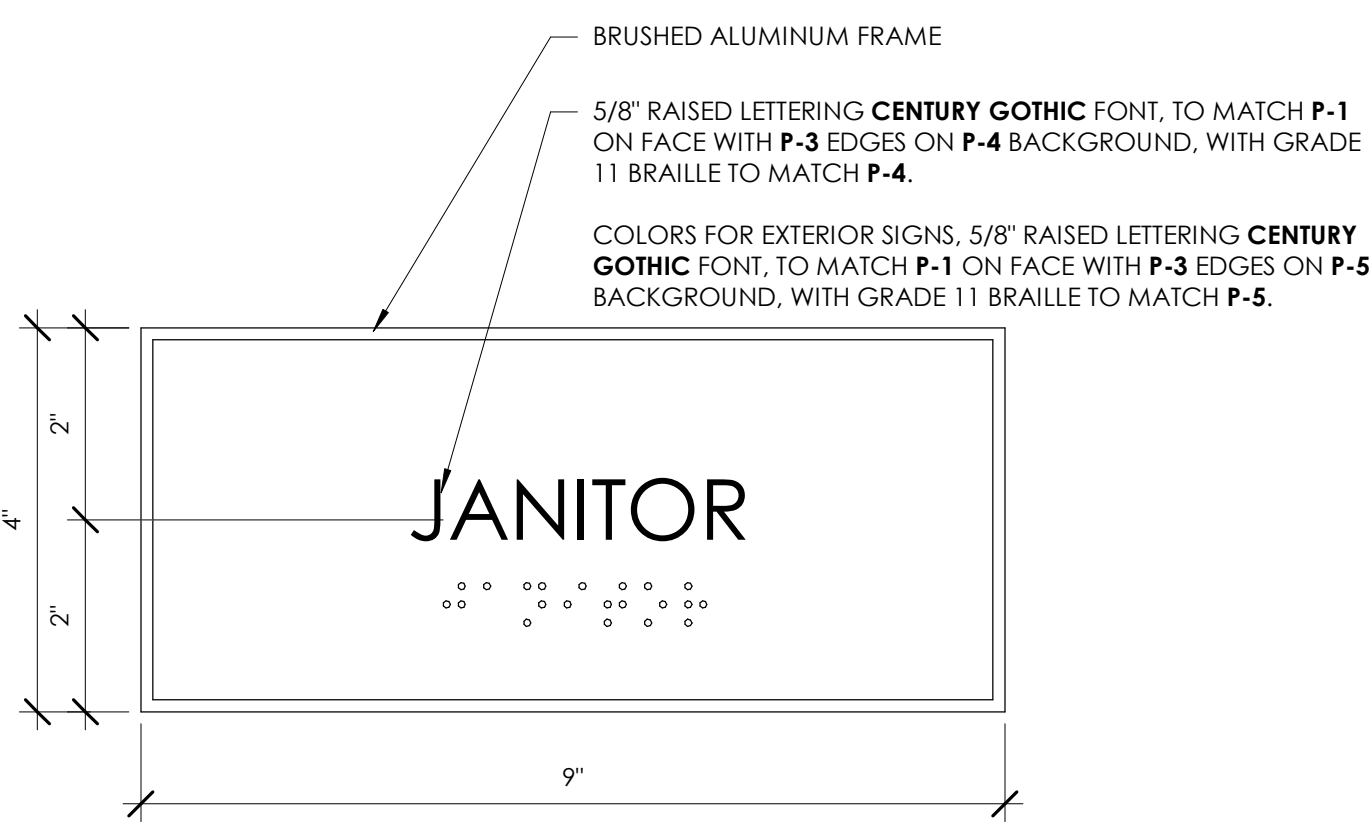 BRUSHED ALUMINUM FRAME
5/8" RAISED LETTERING CENTURY GOTHIC FONT, TO MATCH P-1
ON FACE WITH P-3 EDGES ON P-4 BACKGROUND, WITH GRADE
11 BRAILLE TO MATCH P-4.
COLORS FOR EXTERIOR SIGNS, 5/8" RAISED LETTERING CENTURY
GOTHIC FONT, TO MATCH P-1 ON FACE WITH P-3 EDGES ON P-5
BACKGROUND, WITH GRADE 11 BRAILLE TO MATCH P-5.
2"
4"
JANITOR
⠚⠁⠝⠊⠞⠕⠗
2"
9"